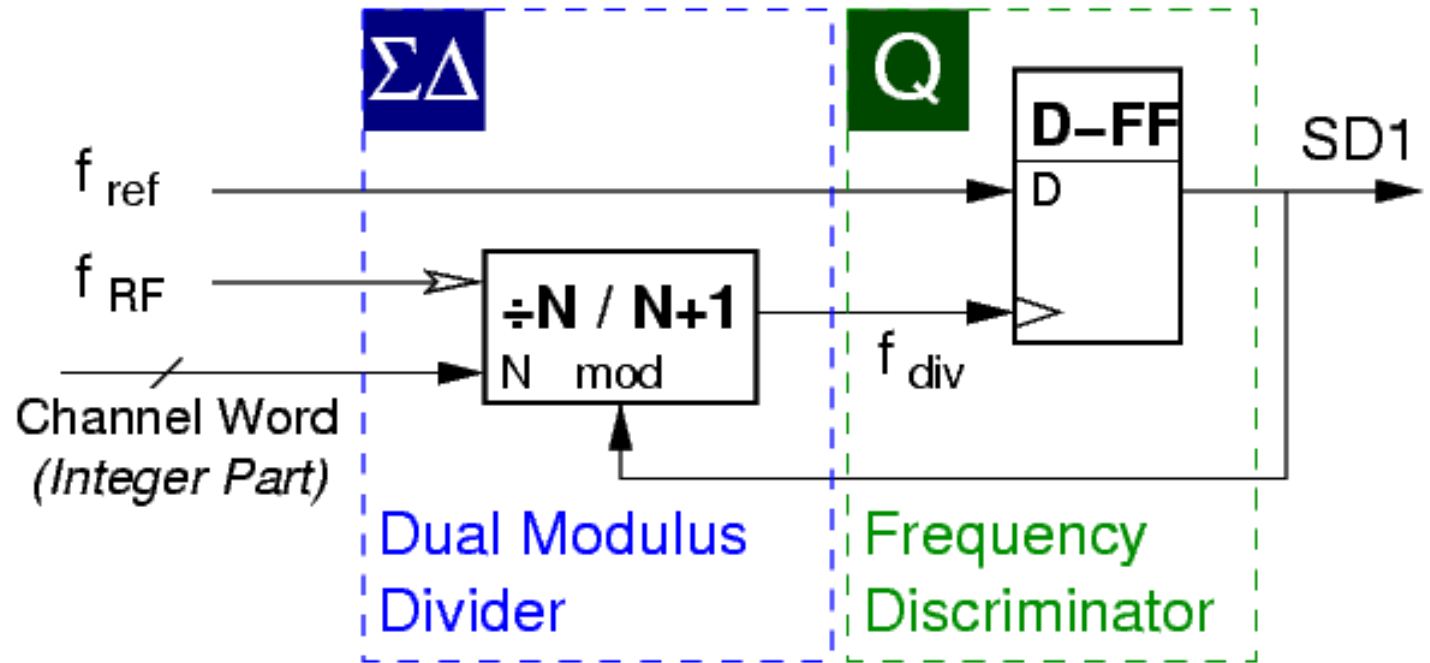 ΣΔ
Q
D–FF
SD1
f ref
D
f RF
÷N / N+1
N mod
f div
Channel Word
(Integer Part)
Dual Modulus
Divider
Frequency
Discriminator